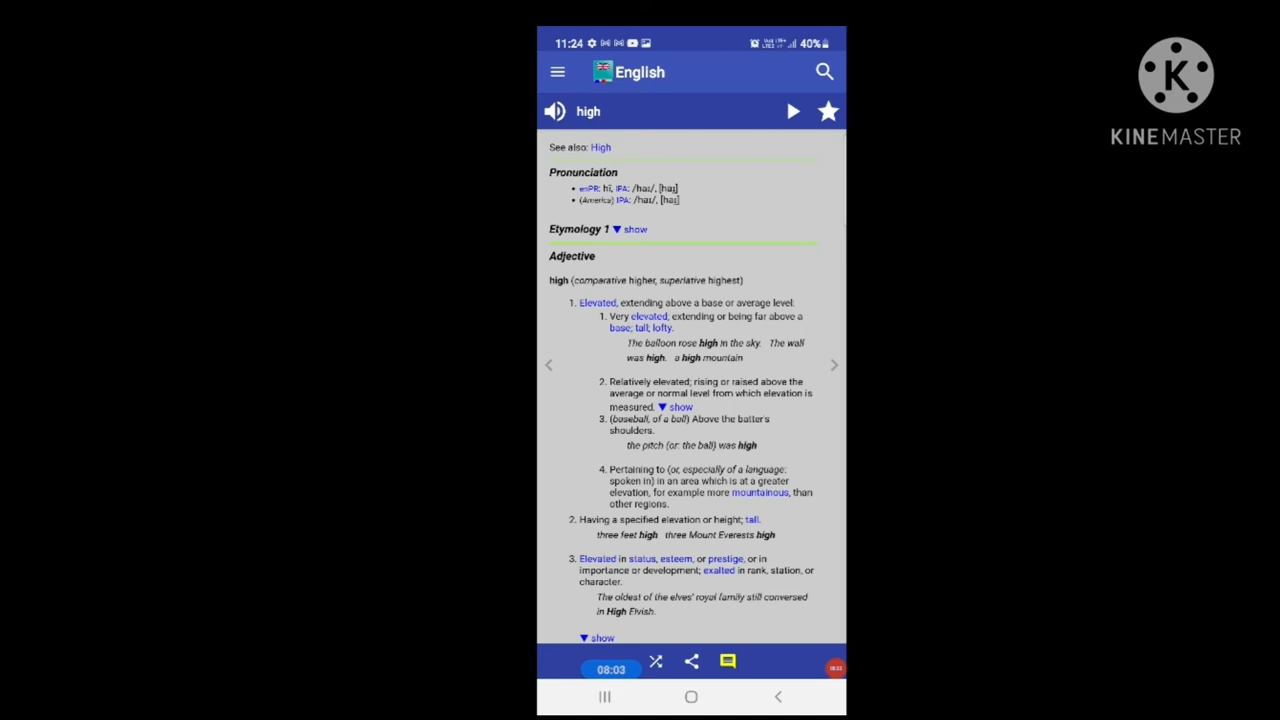 11:24 40%
English
high
See also: High
Pronunciation
• enPR: hī, IPA: /haɪ/, [haɪ̯]
• (America) IPA: /haɪ/, [haɪ̯]
Etymology 1 ▼ show
Adjective
high (comparative higher, superlative highest)
1. Elevated, extending above a base or average level:
1. Very elevated; extending or being far above a
base; tall; lofty.
The balloon rose high in the sky. The wall
was high. a high mountain
2. Relatively elevated; rising or raised above the
average or normal level from which elevation is
measured. ▼ show
3. (baseball, of a ball) Above the batter's
shoulders.
the pitch (or: the ball) was high
4. Pertaining to (or, especially of a language:
spoken in) in an area which is at a greater
elevation, for example more mountainous, than
other regions.
2. Having a specified elevation or height; tall.
three feet high three Mount Everests high
3. Elevated in status, esteem, or prestige, or in
importance or development; exalted in rank, station, or
character.
The oldest of the elves' royal family still conversed
in High Elvish.
▼ show
08:03
K
KINEMASTER